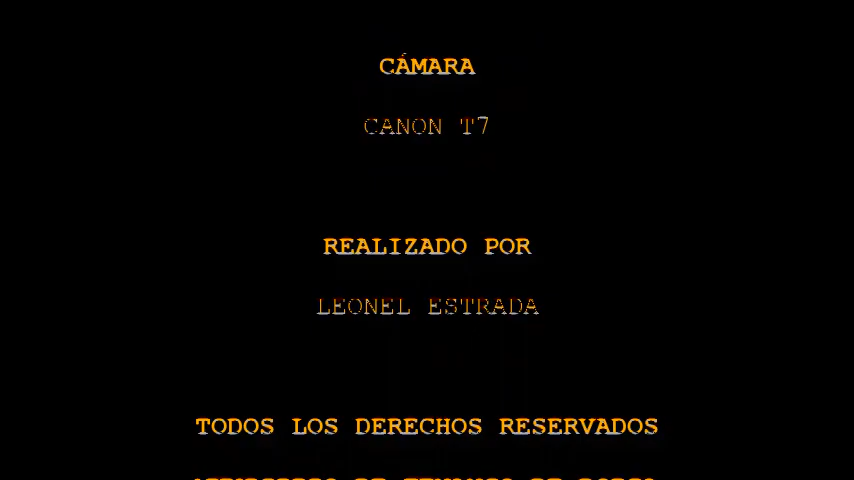 CÁMARA
CANON T7
REALIZADO POR
LEONEL ESTRADA
TODOS LOS DERECHOS RESERVADOS